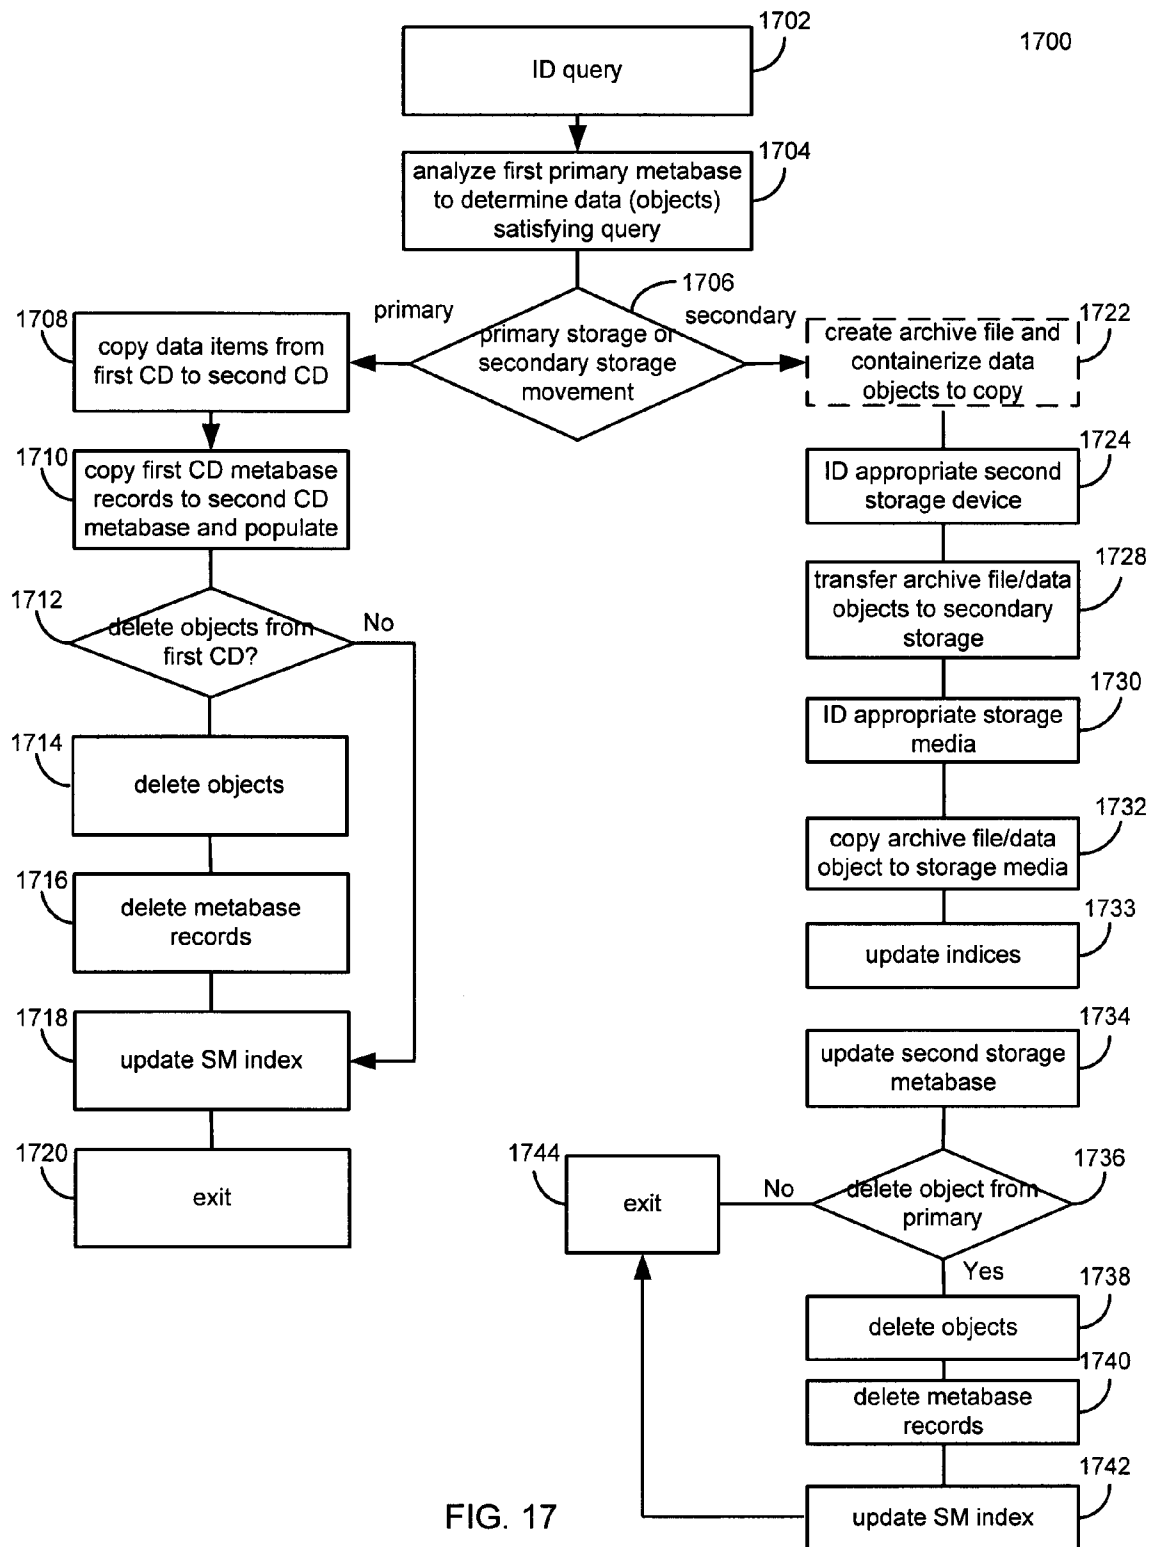 1702
1700
ID query
1704
analyze first primary metabase
to determine data (objects)
satisfying query
1706
primary
secondary
primary storage or
secondary storage
movement
1708
copy data items from
first CD to second CD
1710
copy first CD metabase
records to second CD
metabase and populate
1712
delete objects from
first CD?
No
1714
delete objects
1716
delete metabase
records
1718
update SM index
1720
exit
1722
create archive file and
containerize data
objects to copy
1724
ID appropriate second
storage device
1728
transfer archive file/data
objects to secondary
storage
1730
ID appropriate storage
media
1732
copy archive file/data
object to storage media
1733
update indices
1734
update second storage
metabase
1736
delete object from
primary
No
1744
exit
Yes
1738
delete objects
1740
delete metabase
records
1742
update SM index
FIG. 17